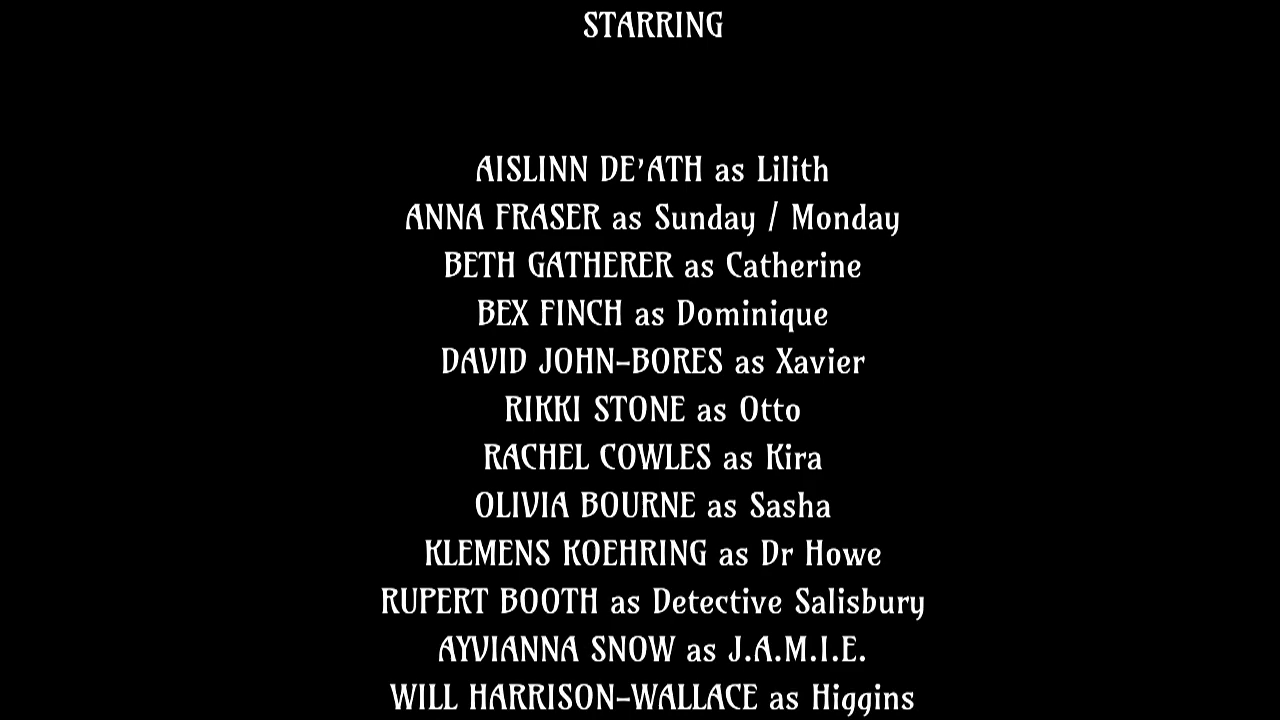 STARRING
AISLINN DE'ATH as Lilith
ANNA FRASER as Sunday / Monday
BETH GATHERER as Catherine
BEX FINCH as Dominique
DAVID JOHN-BORES as Xavier
RIKKI STONE as Otto
RACHEL COWLES as Kira
OLIVIA BOURNE as Sasha
KLEMENS KOEHRING as Dr Howe
RUPERT BOOTH as Detective Salisbury
AYVIANNA SNOW as J.A.M.I.E.
WILL HARRISON-WALLACE as Higgins